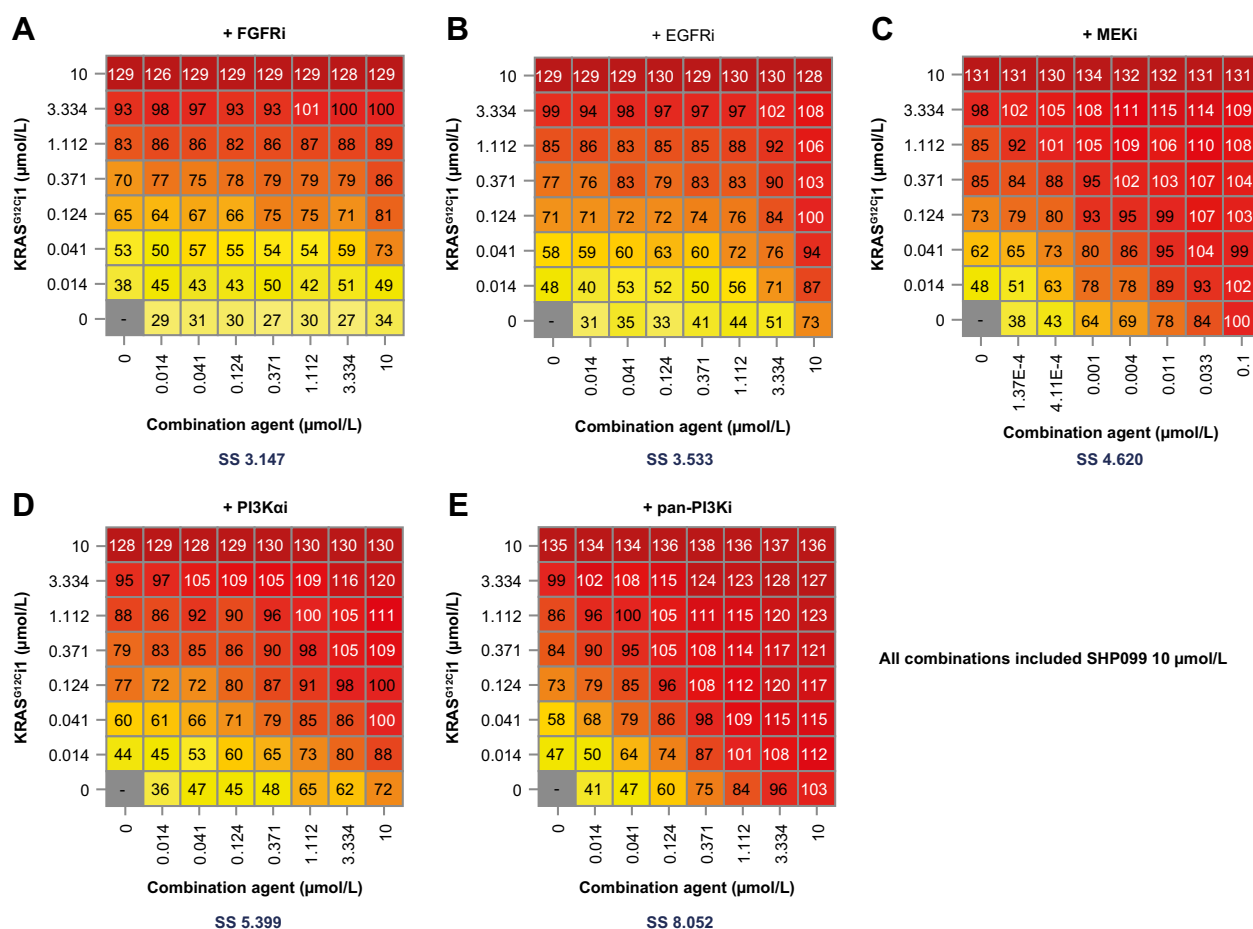 A
+ FGFRi
KRASG12Ci1 (µmol/L)
10 129 126 129 129 129 129 128 129
3.334 93 98 97 93 93 101 100 100
1.112 83 86 86 82 86 87 88 89
0.371 70 77 75 78 79 79 79 86
0.124 65 64 67 66 75 75 71 81
0.041 53 50 57 55 54 54 59 73
0.014 38 45 43 43 50 42 51 49
0 - 29 31 30 27 30 27 34
0 0.014 0.041 0.124 0.371 1.112 3.334 10
Combination agent (µmol/L)
SS 3.147
B
+ EGFRi
KRASG12Ci1 (µmol/L)
10 129 129 129 130 129 130 130 128
3.334 99 94 98 97 97 97 102 108
1.112 85 86 83 85 85 88 92 106
0.371 77 76 83 79 83 83 90 103
0.124 71 71 72 72 74 76 84 100
0.041 58 59 60 63 60 72 76 94
0.014 48 40 53 52 50 56 71 87
0 - 31 35 33 41 44 51 73
0 0.014 0.041 0.124 0.371 1.112 3.334 10
Combination agent (µmol/L)
SS 3.533
C
+ MEKi
KRASG12Ci1 (µmol/L)
10 131 131 130 134 132 132 131 131
3.334 98 102 105 108 111 115 114 109
1.112 85 92 101 105 109 106 110 108
0.371 85 84 88 95 102 103 107 104
0.124 73 79 80 93 95 99 107 103
0.041 62 65 73 80 86 95 104 99
0.014 48 51 63 78 78 89 93 102
0 - 38 43 64 69 78 84 100
0 1.37E-4 4.11E-4 0.001 0.004 0.011 0.033 0.1
Combination agent (µmol/L)
SS 4.620
D
+ PI3Kαi
KRASG12Ci1 (µmol/L)
10 128 129 128 129 130 130 130 130
3.334 95 97 105 109 105 109 116 120
1.112 88 86 92 90 96 100 105 111
0.371 79 83 85 86 90 98 105 109
0.124 77 72 72 80 87 91 98 100
0.041 60 61 66 71 79 85 86 100
0.014 44 45 53 60 65 73 80 88
0 - 36 47 45 48 65 62 72
0 0.014 0.041 0.124 0.371 1.112 3.334 10
Combination agent (µmol/L)
SS 5.399
E
+ pan-PI3Ki
KRASG12Ci1 (µmol/L)
10 135 134 134 136 138 136 137 136
3.334 99 102 108 115 124 123 128 127
1.112 86 96 100 105 111 115 120 123
0.371 84 90 95 105 108 114 117 121
0.124 73 79 85 96 108 112 120 117
0.041 58 68 79 86 98 109 115 115
0.014 47 50 64 74 87 101 108 112
0 - 41 47 60 75 84 96 103
0 0.014 0.041 0.124 0.371 1.112 3.334 10
Combination agent (µmol/L)
SS 8.052
All combinations included SHP099 10 µmol/L